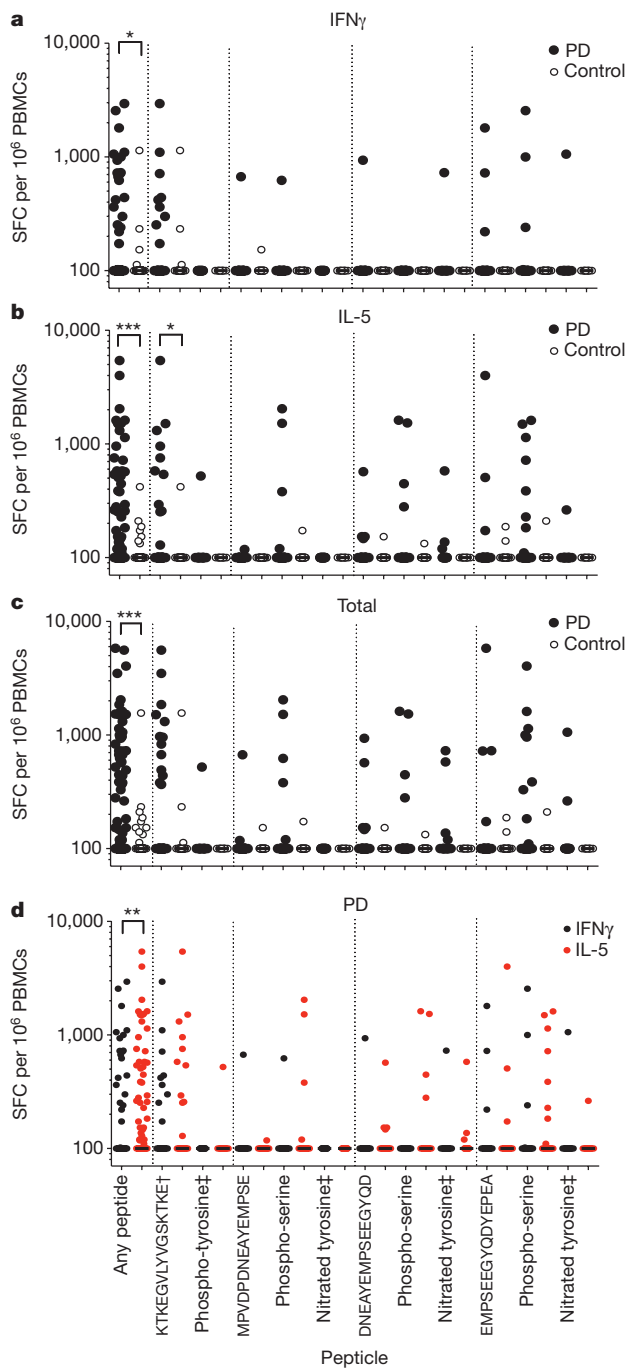 a
IFNγ
*
10,000
1,000
100
SFC per 10⁶ PBMCs
PD
Control
b
IL-5
***
*
10,000
1,000
100
SFC per 10⁶ PBMCs
PD
Control
c
Total
***
10,000
1,000
100
SFC per 10⁶ PBMCs
PD
Control
d
PD
**
10,000
1,000
100
SFC per 10⁶ PBMCs
IFNγ
IL-5
Any peptide
KTKEGVLYVGSKTKE†
Phospho-tyrosine‡
MPVDPDNEAYEMPSE
Phospho-serine
Nitrated tyrosine‡
DNEAYEMPSEEGYQD
Phospho-serine
Nitrated tyrosine‡
EMPSEEGYQDYEPEA
Phospho-serine
Nitrated tyrosine‡
Pepticle